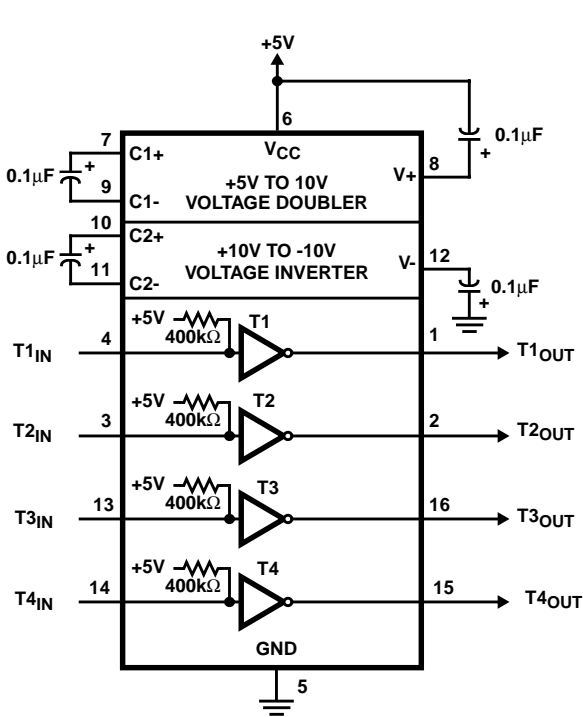 +5V
6
VCC
0.1µF
+
7
C1+
0.1µF
+
9
C1-
+5V TO 10V
VOLTAGE DOUBLER
V+
8
10
C2+
0.1µF
+
11
C2-
+10V TO -10V
VOLTAGE INVERTER
V-
12
0.1µF
+
+5V
400kΩ
T1
T1IN
4
1
T1OUT
+5V
400kΩ
T2
T2IN
3
2
T2OUT
+5V
400kΩ
T3
T3IN
13
16
T3OUT
+5V
400kΩ
T4
T4IN
14
15
T4OUT
GND
5